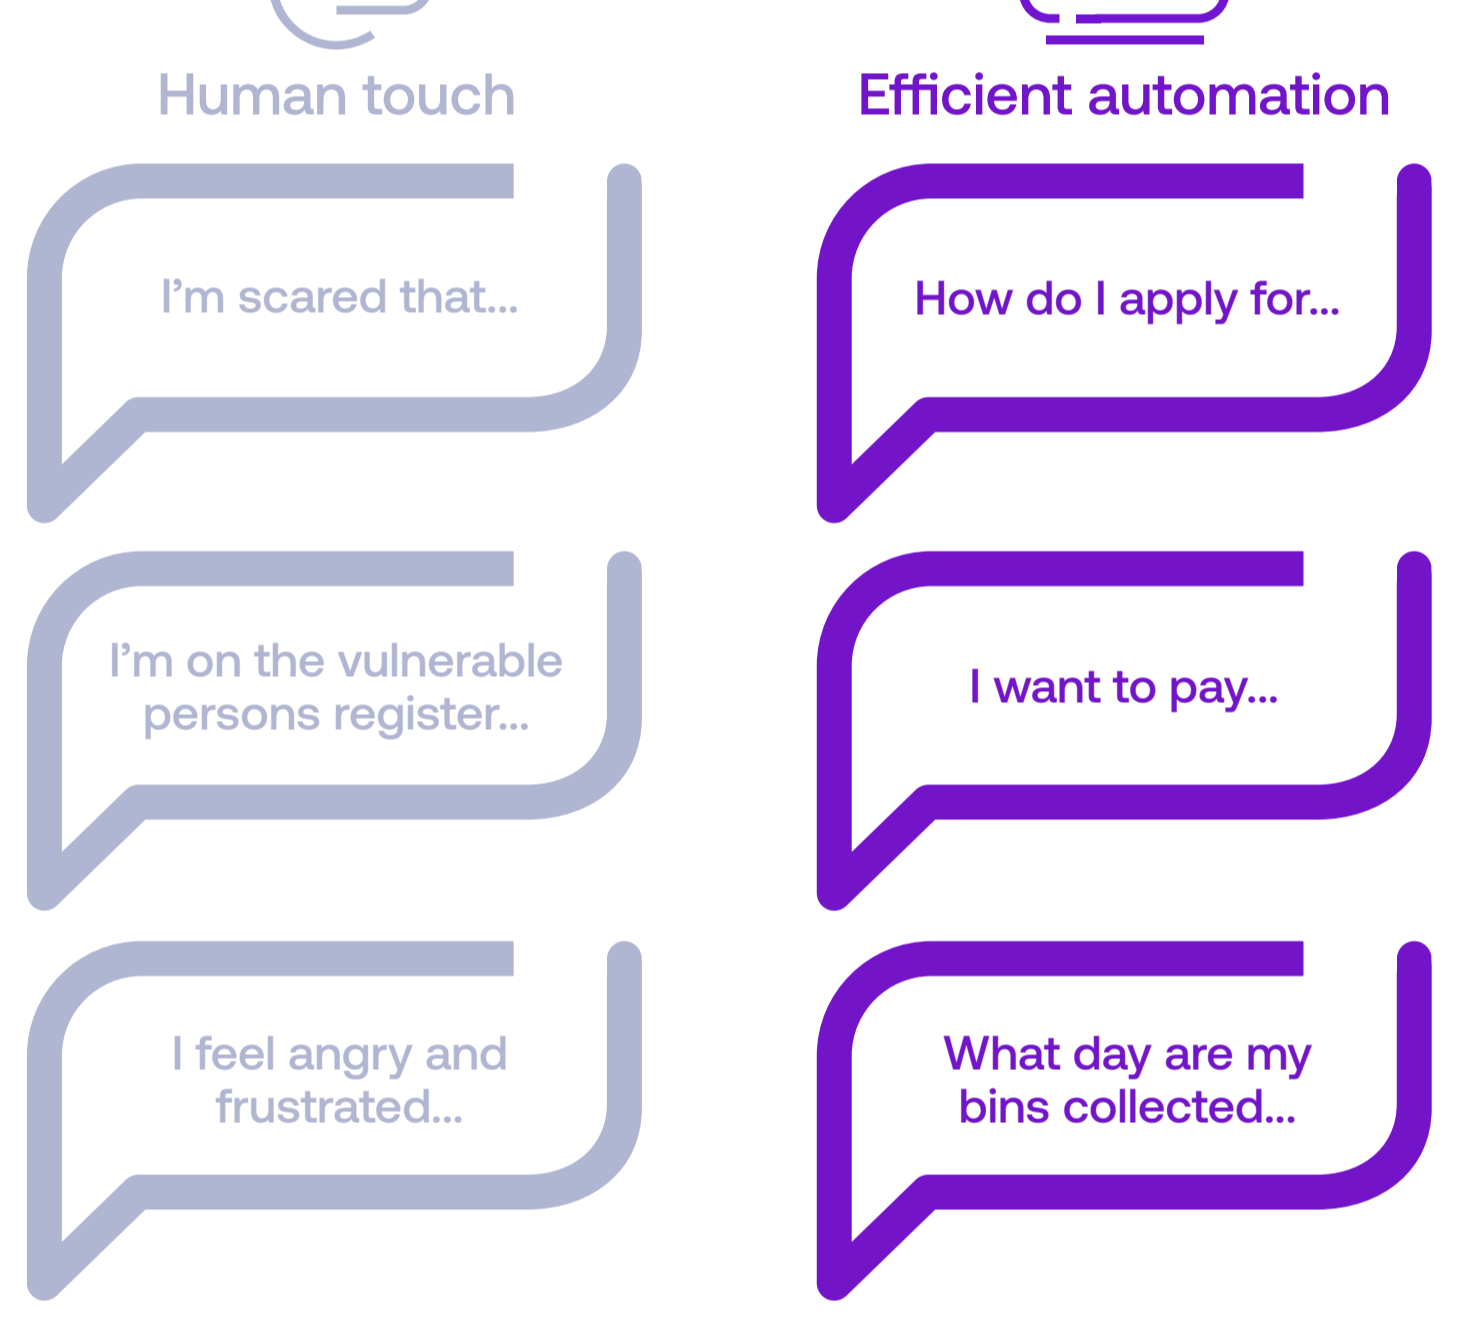 Human touch
I’m scared that...
I’m on the vulnerable
persons register...
I feel angry and
frustrated...
Efficient automation
How do I apply for...
I want to pay...
What day are my
bins collected...